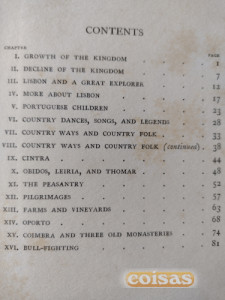 CONTENTS
CHAPTER PAGE
I. GROWTH OF THE KINGDOM 1
II. DECLINE OF THE KINGDOM 7
III. LISBON AND A GREAT EXPLORER 12
IV. MORE ABOUT LISBON 17
V. PORTUGUESE CHILDREN 23
VI. COUNTRY DANCES, SONGS, AND LEGENDS 28
VII. COUNTRY WAYS AND COUNTRY FOLK 33
VIII. COUNTRY WAYS AND COUNTRY FOLK (continued) 38
IX. CINTRA 44
X. OBIDOS, LEIRIA, AND THOMAR 48
XI. THE PEASANTRY 52
XII. PILGRIMAGES 57
XIII. FARMS AND VINEYARDS 63
XIV. OPORTO 68
XV. COIMBRA AND THREE OLD MONASTERIES 74
XVI. BULL-FIGHTING 81
coisas